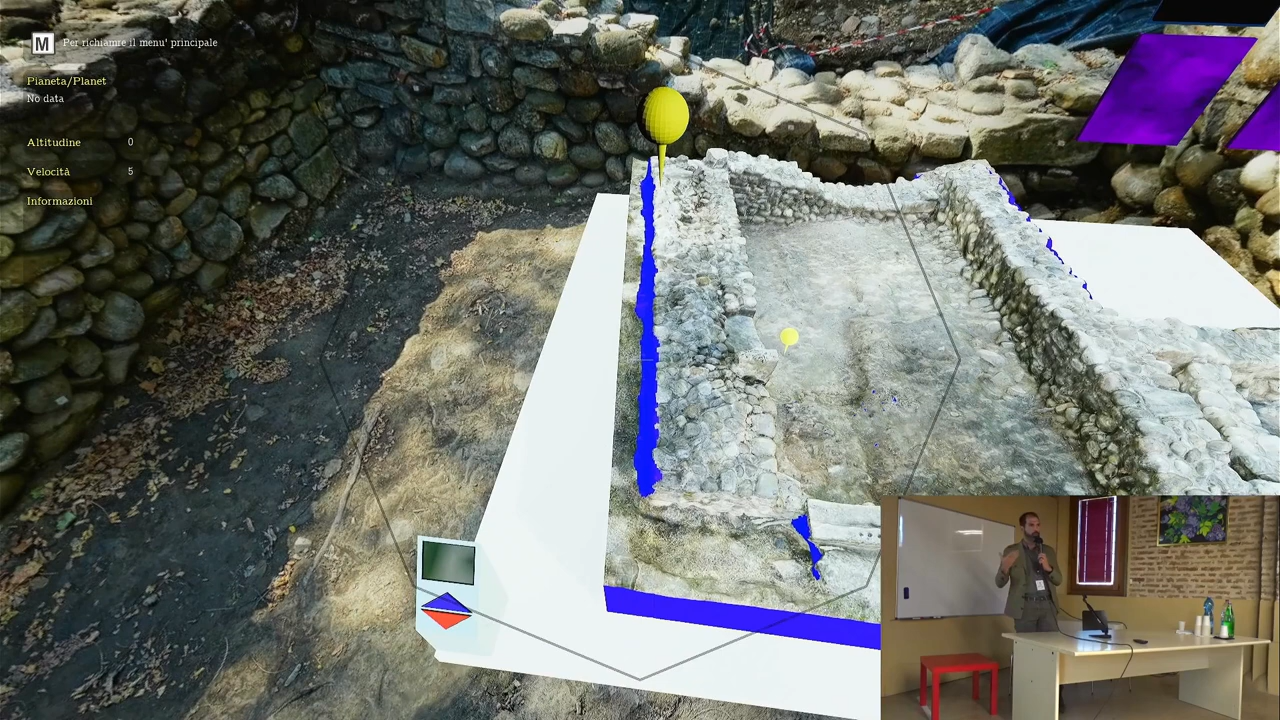 M Per richiamre il menu' principale
Pianeta/Planet
No data
Altitudine 0
Velocità 5
Informazioni